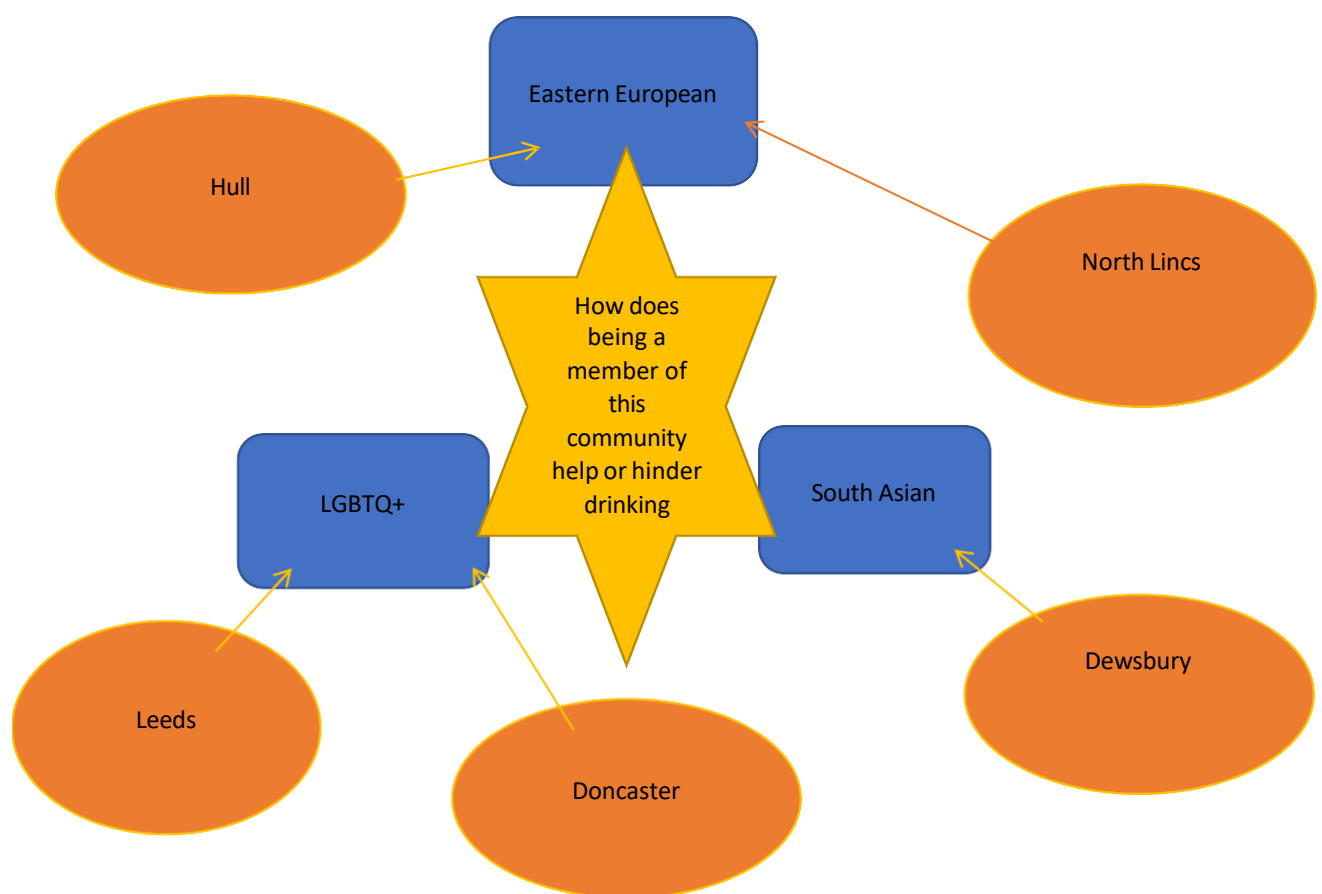 Eastern European
Hull
North Lincs
How does
being a
member of
this
community
help or hinder
drinking
LGBTQ+
South Asian
Dewsbury
Leeds
Doncaster